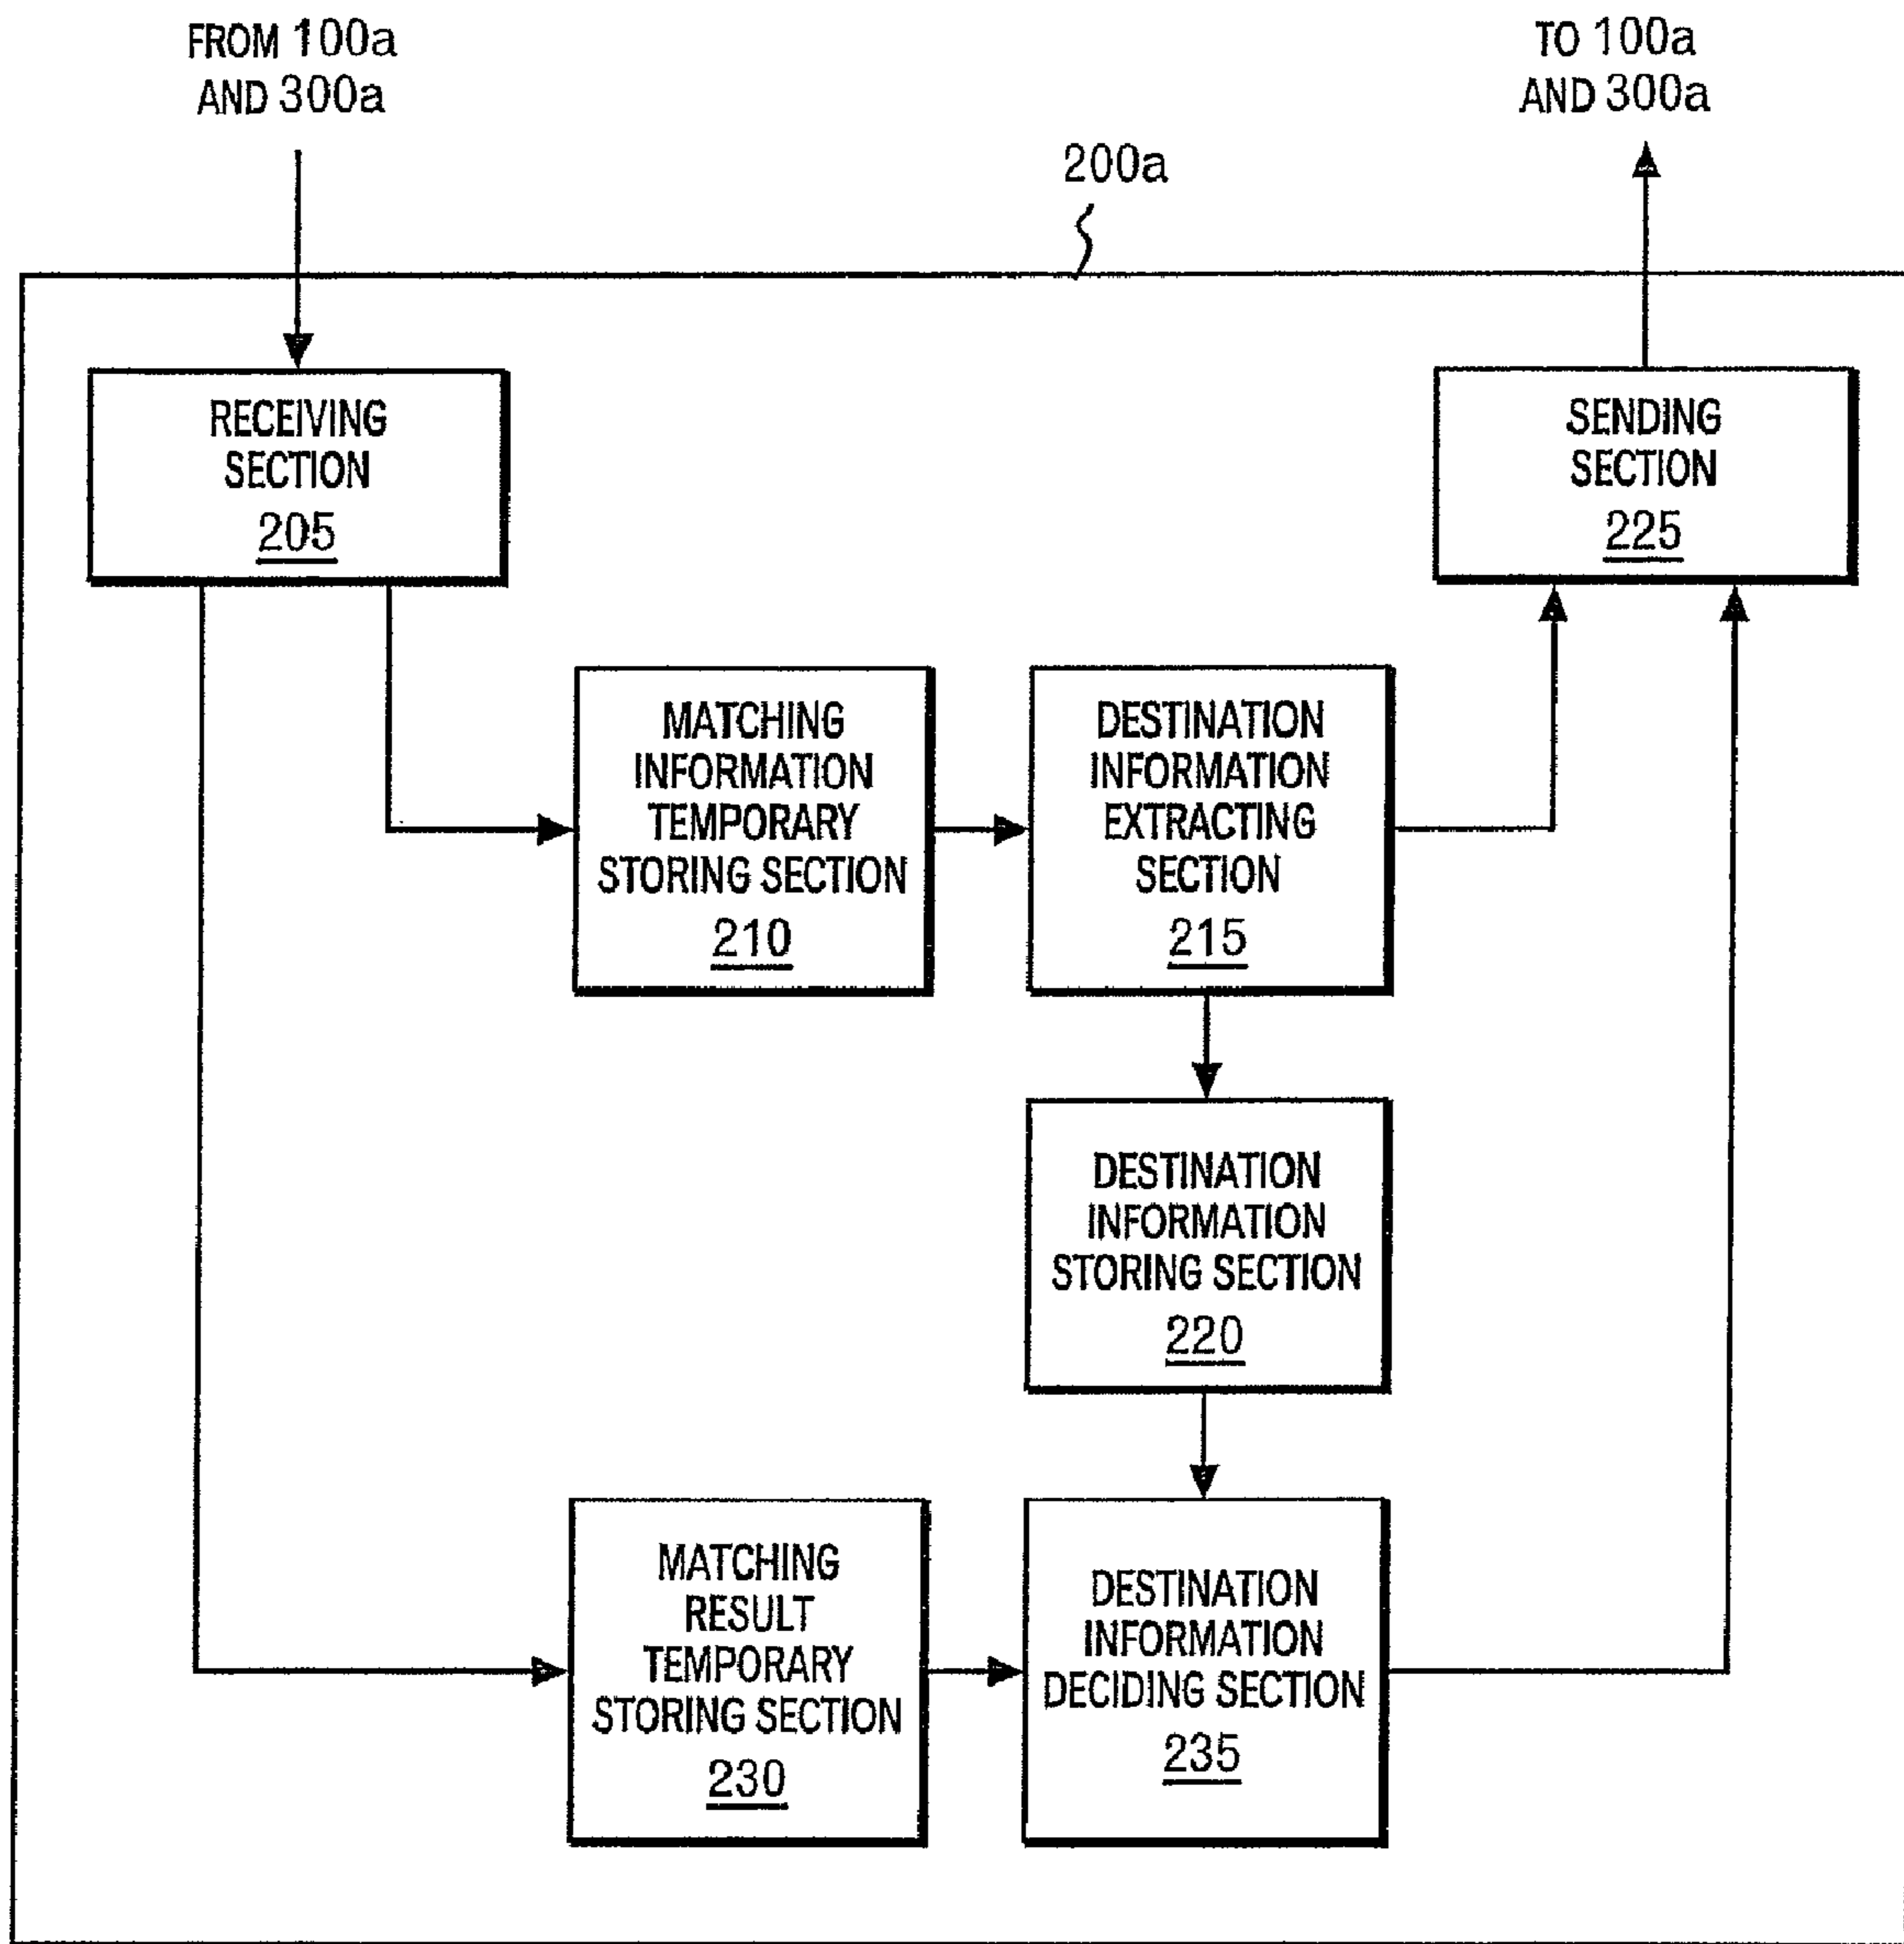 FROM 100a
AND 300a
TO 100a
AND 300a
200a
RECEIVING
SECTION
205
SENDING
SECTION
225
MATCHING
INFORMATION
TEMPORARY
STORING SECTION
210
DESTINATION
INFORMATION
EXTRACTING
SECTION
215
DESTINATION
INFORMATION
STORING SECTION
220
MATCHING
RESULT
TEMPORARY
STORING SECTION
230
DESTINATION
INFORMATION
DECIDING SECTION
235